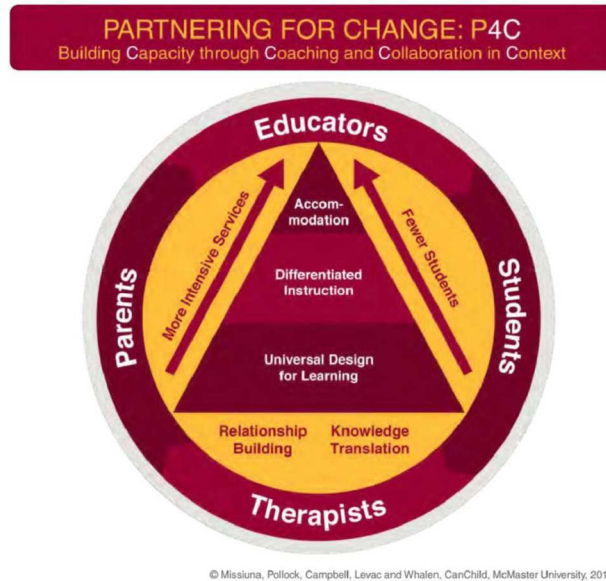 PARTNERING FOR CHANGE: P4C
Building Capacity through Coaching and Collaboration in Context
Educators
Parents
Students
More Intensive Services
Fewer Students
Accom-
modation
Differentiated
Instruction
Universal Design
for Learning
Relationship
Building
Knowledge
Translation
Therapists
© Missiuna, Pollock, Campbell, Levac and Whalen, CanChild, McMaster University,